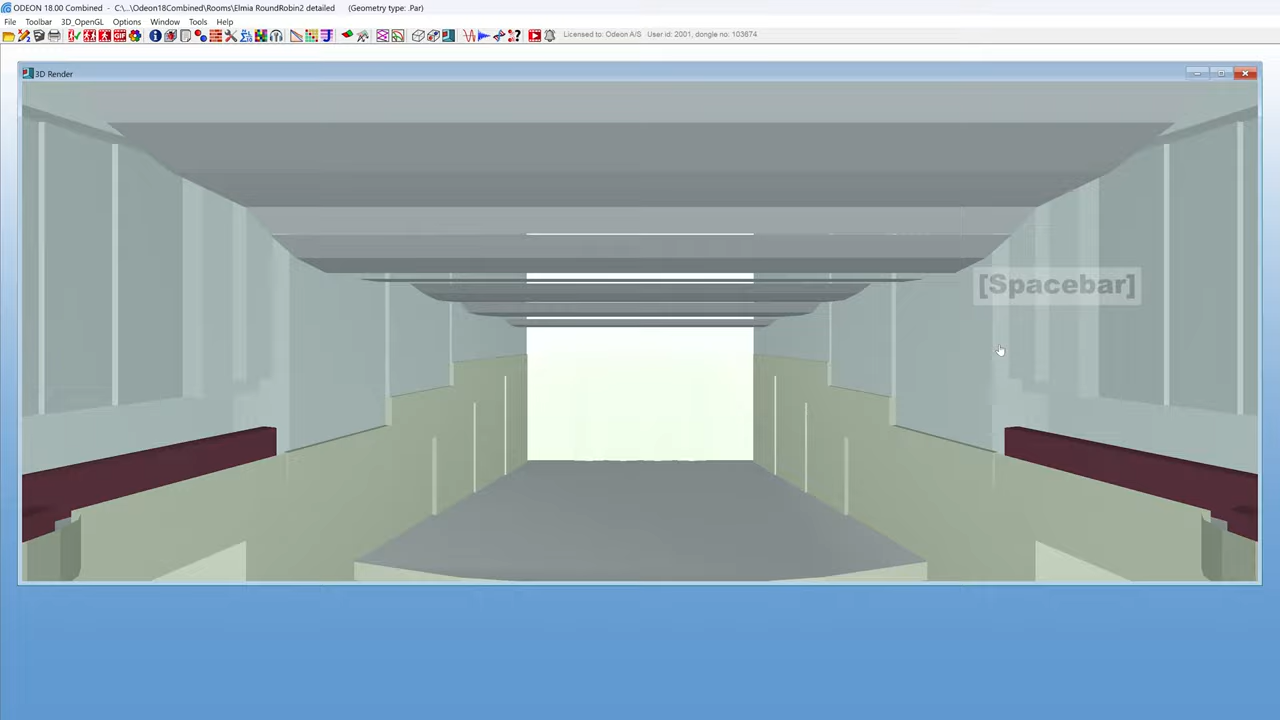 ODEON 18.00 Combined - C:\...\Odeon18Combined\Rooms\Elmia RoundRobin2 detailed (Geometry type: .Par)
File Toolbar 3D_OpenGL Options Window Tools Help
GIF Licensed to: Odeon A/S User id: 2001, dongle no: 103674
3D Render
[Spacebar]